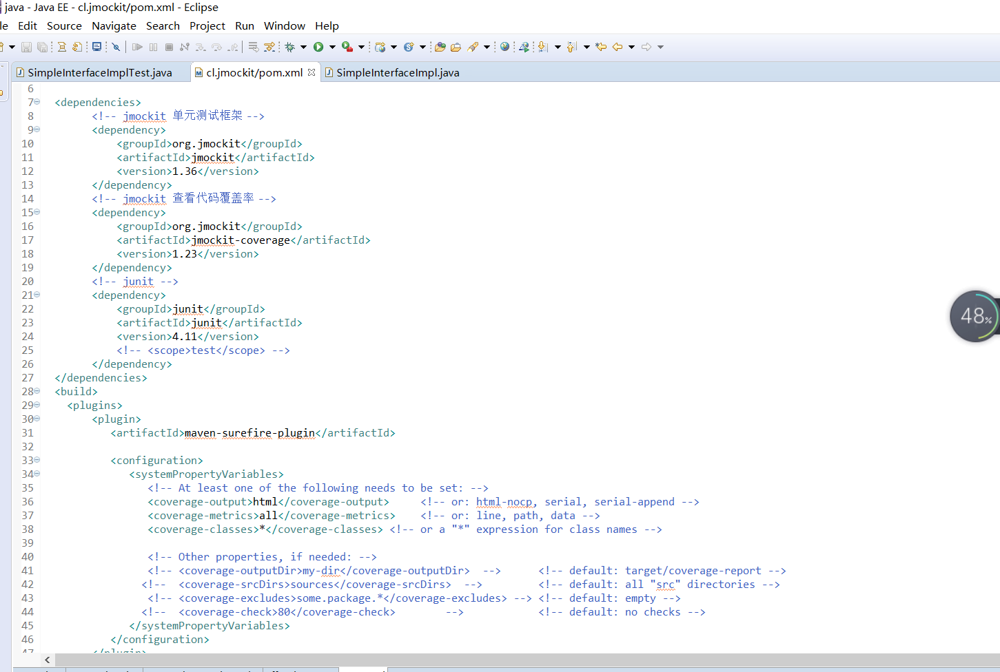 java - Java EE - cl.jmockit/pom.xml - Eclipse
le Edit Source Navigate Search Project Run Window Help
SimpleInterfaceImplTest.java cl.jmockit/pom.xml SimpleInterfaceImpl.java
6
7 <dependencies>
8 <!-- jmockit 单元测试框架 -->
9 <dependency>
10 <groupId>org.jmockit</groupId>
11 <artifactId>jmockit</artifactId>
12 <version>1.36</version>
13 </dependency>
14 <!-- jmockit 查看代码覆盖率 -->
15 <dependency>
16 <groupId>org.jmockit</groupId>
17 <artifactId>jmockit-coverage</artifactId>
18 <version>1.23</version>
19 </dependency>
20 <!-- junit -->
21 <dependency>
22 <groupId>junit</groupId>
23 <artifactId>junit</artifactId>
24 <version>4.11</version>
25 <!-- <scope>test</scope> -->
26 </dependency>
27 </dependencies>
28 <build>
29 <plugins>
30 <plugin>
31 <artifactId>maven-surefire-plugin</artifactId>
32
33 <configuration>
34 <systemPropertyVariables>
35 <!-- At least one of the following needs to be set: -->
36 <coverage-output>html</coverage-output> <!-- or: html-nocp, serial, serial-append -->
37 <coverage-metrics>all</coverage-metrics> <!-- or: line, path, data -->
38 <coverage-classes>*</coverage-classes> <!-- or a "*" expression for class names -->
39
40 <!-- Other properties, if needed: -->
41 <!-- <coverage-outputDir>my-dir</coverage-outputDir> --> <!-- default: target/coverage-report -->
42 <!-- <coverage-srcDirs>sources</coverage-srcDirs> --> <!-- default: all "src" directories -->
43 <!-- <coverage-excludes>some.package.*</coverage-excludes> --> <!-- default: empty -->
44 <!-- <coverage-check>80</coverage-check> --> <!-- default: no checks -->
45 </systemPropertyVariables>
46 </configuration>
47 </plugin>
48%